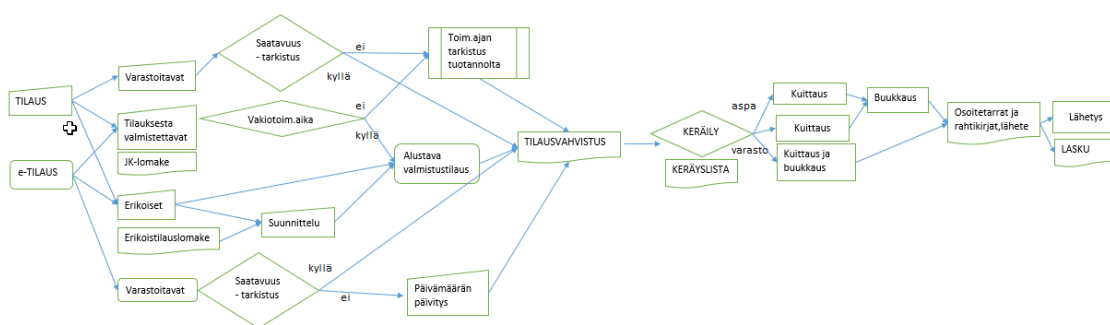 TILAUS
e-TILAUS
Varastoitavat
Tilauksesta
valmistettavat
JK-lomake
Erikoiset
Erikoistilauslomake
Varastoitavat
Saatavuus
- tarkistus
ei
kyllä
Vakiotoim.aika
ei
kyllä
Suunnittelu
Saatavuus
- tarkistus
kyllä
ei
Toim.ajan
tarkistus
tuotannolta
Alustava
valmistustilaus
Päivämäärän
päivitys
TILAUSVAHVISTUS
KERÄILY
KERÄYSLISTA
aspa
varasto
Kuittaus
Kuittaus
Kuittaus ja
buukkaus
Buukkaus
Osoitetarrat ja
rahtikirjat,lähete
Lähetys
LASKU